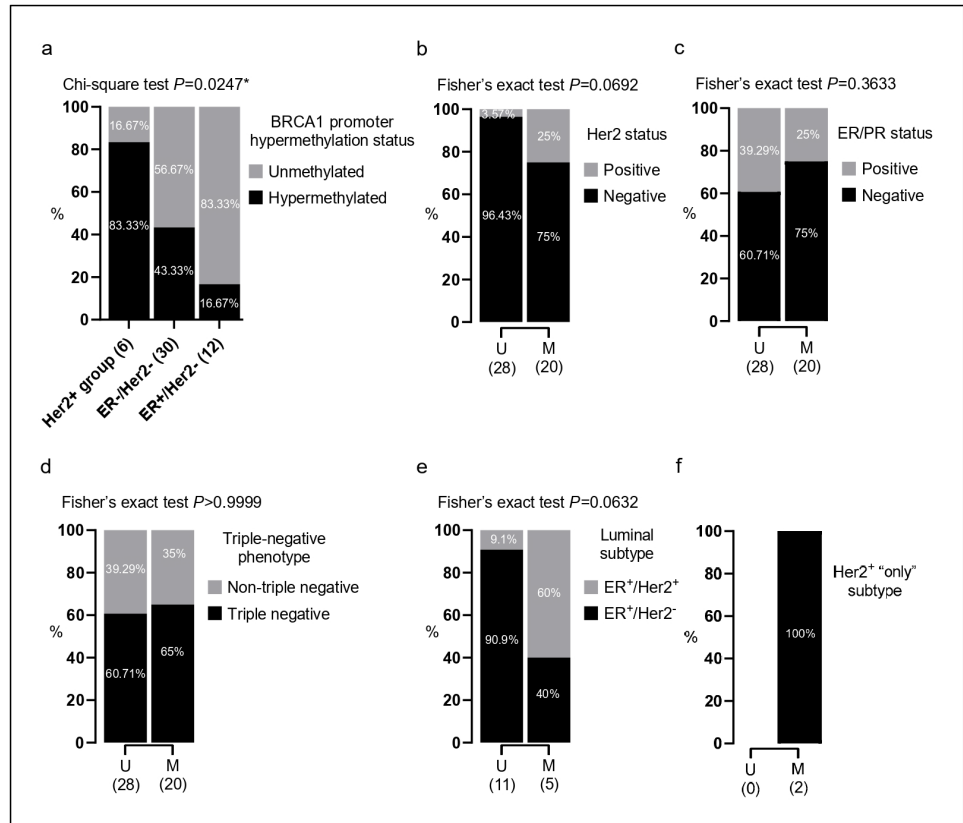 a
Chi-square test P=0.0247*
100
80
60
40
20
0
%
16.67%
83.33%
56.67%
43.33%
83.33%
16.67%
Her2+ group (6)
ER-/Her2- (30)
ER+/Her2- (12)
BRCA1 promoter
hypermethylation status
Unmethylated
Hypermethylated
b
Fisher's exact test P=0.0692
100
80
60
40
20
0
%
3.57%
96.43%
25%
75%
U
(28)
M
(20)
Her2 status
Positive
Negative
c
Fisher's exact test P=0.3633
100
80
60
40
20
0
%
39.29%
60.71%
25%
75%
U
(28)
M
(20)
ER/PR status
Positive
Negative
d
Fisher's exact test P>0.9999
100
80
60
40
20
0
%
39.29%
60.71%
35%
65%
U
(28)
M
(20)
Triple-negative
phenotype
Non-triple negative
Triple negative
e
Fisher's exact test P=0.0632
100
80
60
40
20
0
%
9.1%
90.9%
60%
40%
U
(11)
M
(5)
Luminal
subtype
ER⁺/Her2⁺
ER⁺/Her2⁻
f
100
80
60
40
20
0
%
100%
U
(0)
M
(2)
Her2⁺ “only”
subtype